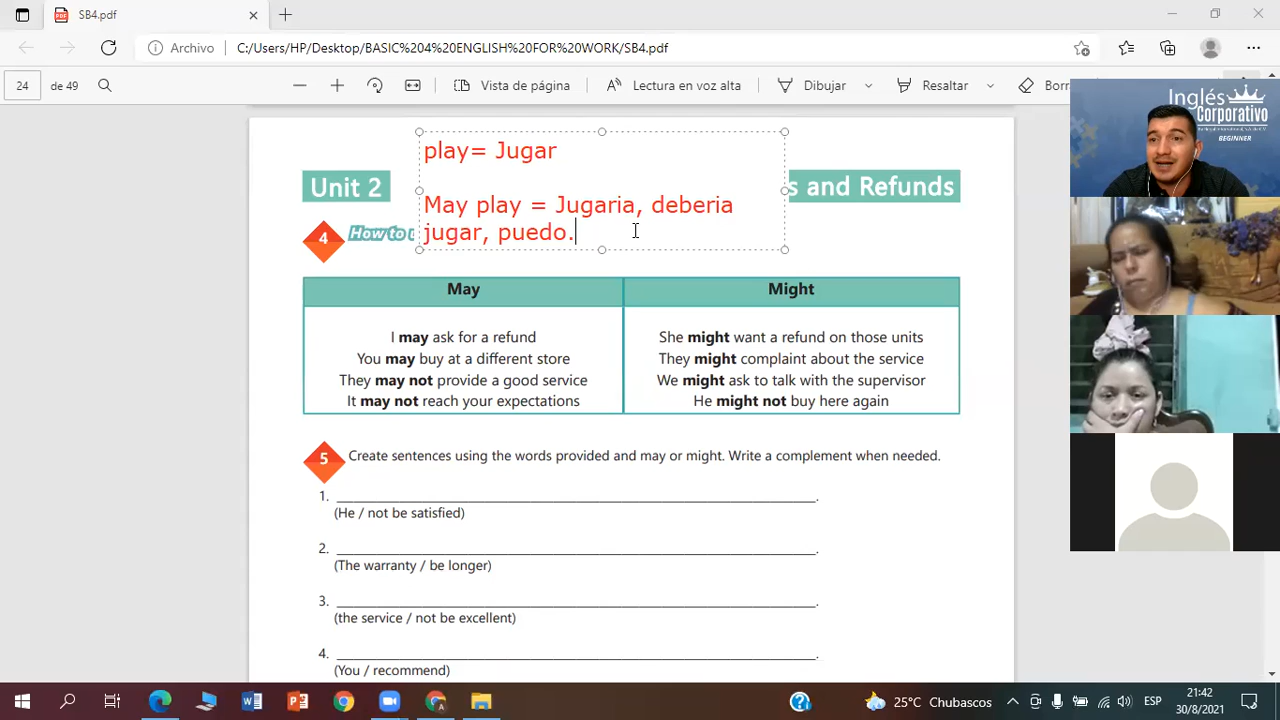 SB4.pdf
Archivo
C:/Users/HP/Desktop/BASIC%204%20ENGLISH%20FOR%20WORK/SB4.pdf
24
de 49
Vista de página
Lectura en voz alta
Dibujar
Resaltar
Borr
Inglés
Corporativo
BEGINNER
play= Jugar
Unit 2
s and Refunds
May play = Jugaria, deberia
jugar, puedo.
4
How to u
May
Might
I may ask for a refund
You may buy at a different store
They may not provide a good service
It may not reach your expectations
She might want a refund on those units
They might complaint about the service
We might ask to talk with the supervisor
He might not buy here again
5
Create sentences using the words provided and may or might. Write a complement when needed.
1.
(He / not be satisfied)
2.
(The warranty / be longer)
3.
(the service / not be excellent)
4.
(You / recommend)
25°C Chubascos
ESP
21:42
30/8/2021